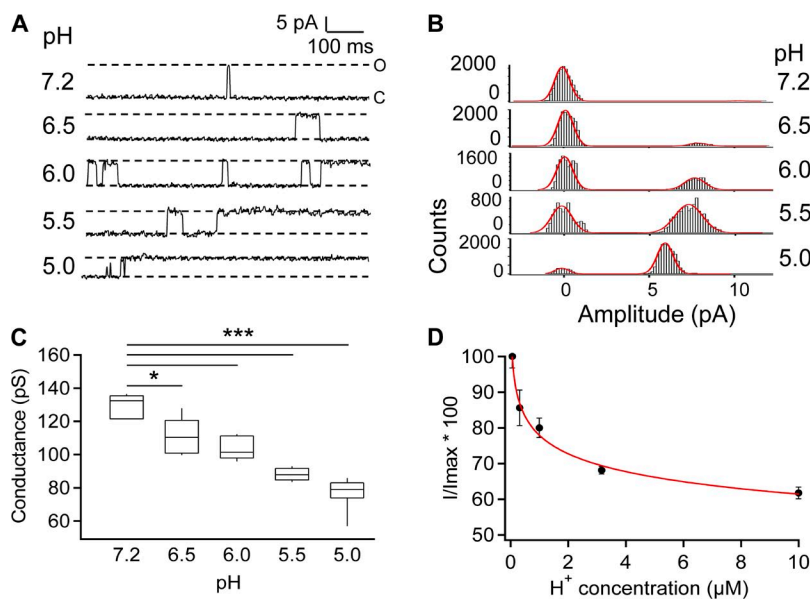 A
pH
5 pA
100 ms
7.2
O
C
6.5
6.0
5.5
5.0
B
pH
2000
0
7.2
2000
0
6.5
1600
0
6.0
800
0
5.5
2000
0
5.0
Counts
0 5 10
Amplitude (pA)
C
***
*
160
140
120
100
80
60
Conductance (pS)
7.2 6.5 6.0 5.5 5.0
pH
D
100
90
80
70
60
50
I/Imax * 100
0 2 4 6 8 10
H⁺ concentration (µM)